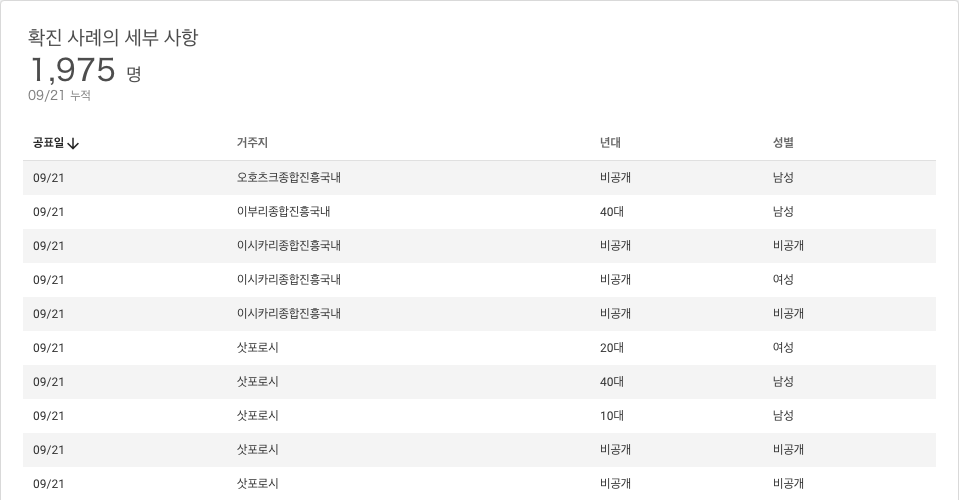 확진 사례의 세부 사항
1,975 명
09/21 누적
공표일 거주지 년대 성별
09/21 오호츠크종합진흥국내 비공개 남성
09/21 이부리종합진흥국내 40대 남성
09/21 이시카리종합진흥국내 비공개 비공개
09/21 이시카리종합진흥국내 비공개 여성
09/21 이시카리종합진흥국내 비공개 비공개
09/21 삿포로시 20대 여성
09/21 삿포로시 40대 남성
09/21 삿포로시 10대 남성
09/21 삿포로시 비공개 비공개
09/21 삿포로시 비공개 비공개